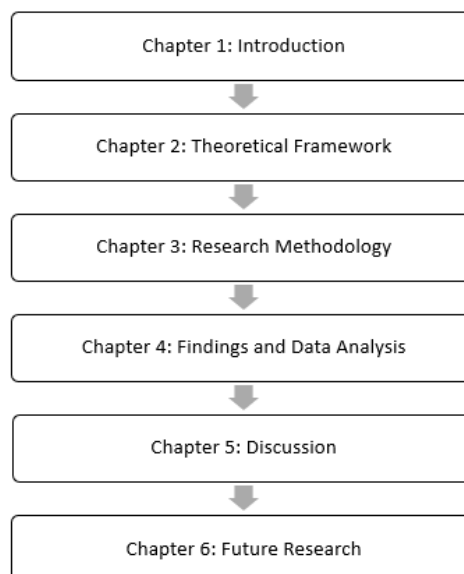 Chapter 1: Introduction
Chapter 2: Theoretical Framework
Chapter 3: Research Methodology
Chapter 4: Findings and Data Analysis
Chapter 5: Discussion
Chapter 6: Future Research